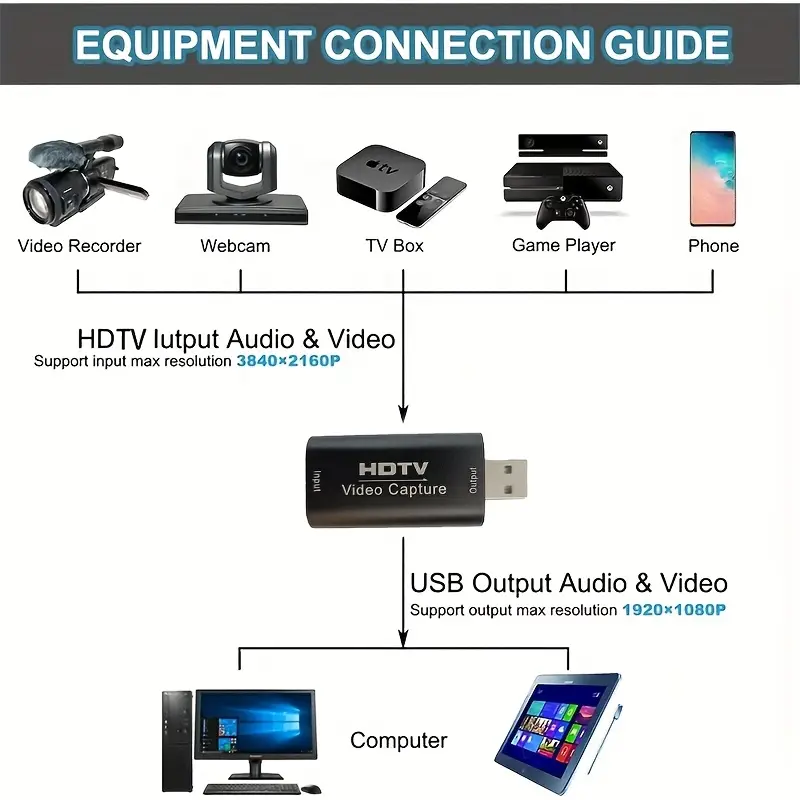 EQUIPMENT CONNECTION GUIDE
tv
Video Recorder
Webcam
TV Box
Game Player
Phone
HDTV Iutput Audio & Video
Support input max resolution 3840×2160P
Input
HDTV
Video Capture
Output
USB Output Audio & Video
Support output max resolution 1920×1080P
Computer